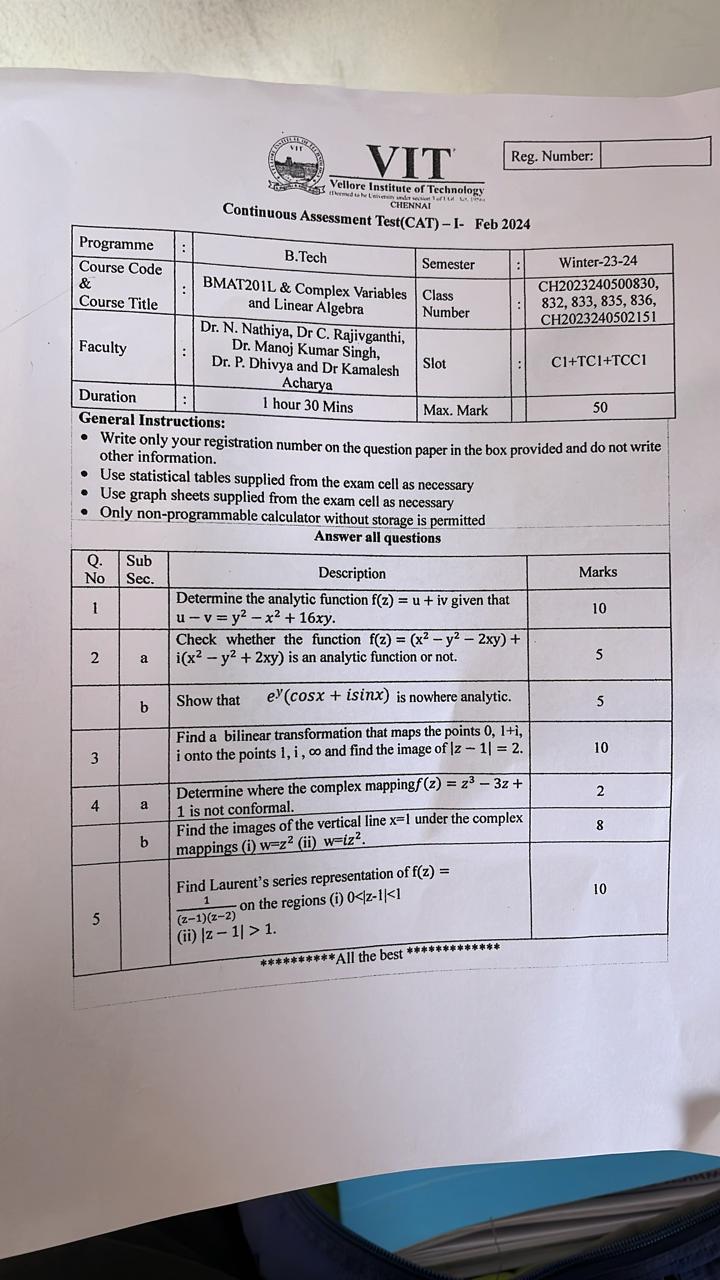 VIT
Reg. Number:
VIT
Vellore Institute of Technology
(Deemed to be University under section 3 of UGC Act, 1956)
CHENNAI
Continuous Assessment Test(CAT) – I- Feb 2024
Programme : B.Tech Semester : Winter-23-24
Course Code
&
Course Title
:
BMAT201L & Complex Variables
and Linear Algebra
Class
Number
:
CH2023240500830,
832, 833, 835, 836,
CH2023240502151
Faculty
:
Dr. N. Nathiya, Dr C. Rajivganthi,
Dr. Manoj Kumar Singh,
Dr. P. Dhivya and Dr Kamalesh
Acharya
Slot : C1+TC1+TCC1
Duration : 1 hour 30 Mins Max. Mark 50
General Instructions:
• Write only your registration number on the question paper in the box provided and do not write
other information.
• Use statistical tables supplied from the exam cell as necessary
• Use graph sheets supplied from the exam cell as necessary
• Only non-programmable calculator without storage is permitted
Answer all questions
Q.
No
Sub
Sec.
Description Marks
1
Determine the analytic function f(z) = u + iv given that
u – v = y² – x² + 16xy.
10
2 a
Check whether the function f(z) = (x² – y² – 2xy) +
i(x² – y² + 2xy) is an analytic function or not.
5
b Show that e^y(cosx + isinx) is nowhere analytic. 5
3
Find a bilinear transformation that maps the points 0, 1+i,
i onto the points 1, i , ∞ and find the image of |z – 1| = 2.
10
4 a
Determine where the complex mappingf(z) = z³ – 3z +
1 is not conformal.
2
b
Find the images of the vertical line x=1 under the complex
mappings (i) w=z² (ii) w=iz².
8
5
Find Laurent's series representation of f(z) =
1/((z–1)(z–2)) on the regions (i) 0<|z-1|<1
(ii) |z – 1| > 1.
10
**********All the best *************